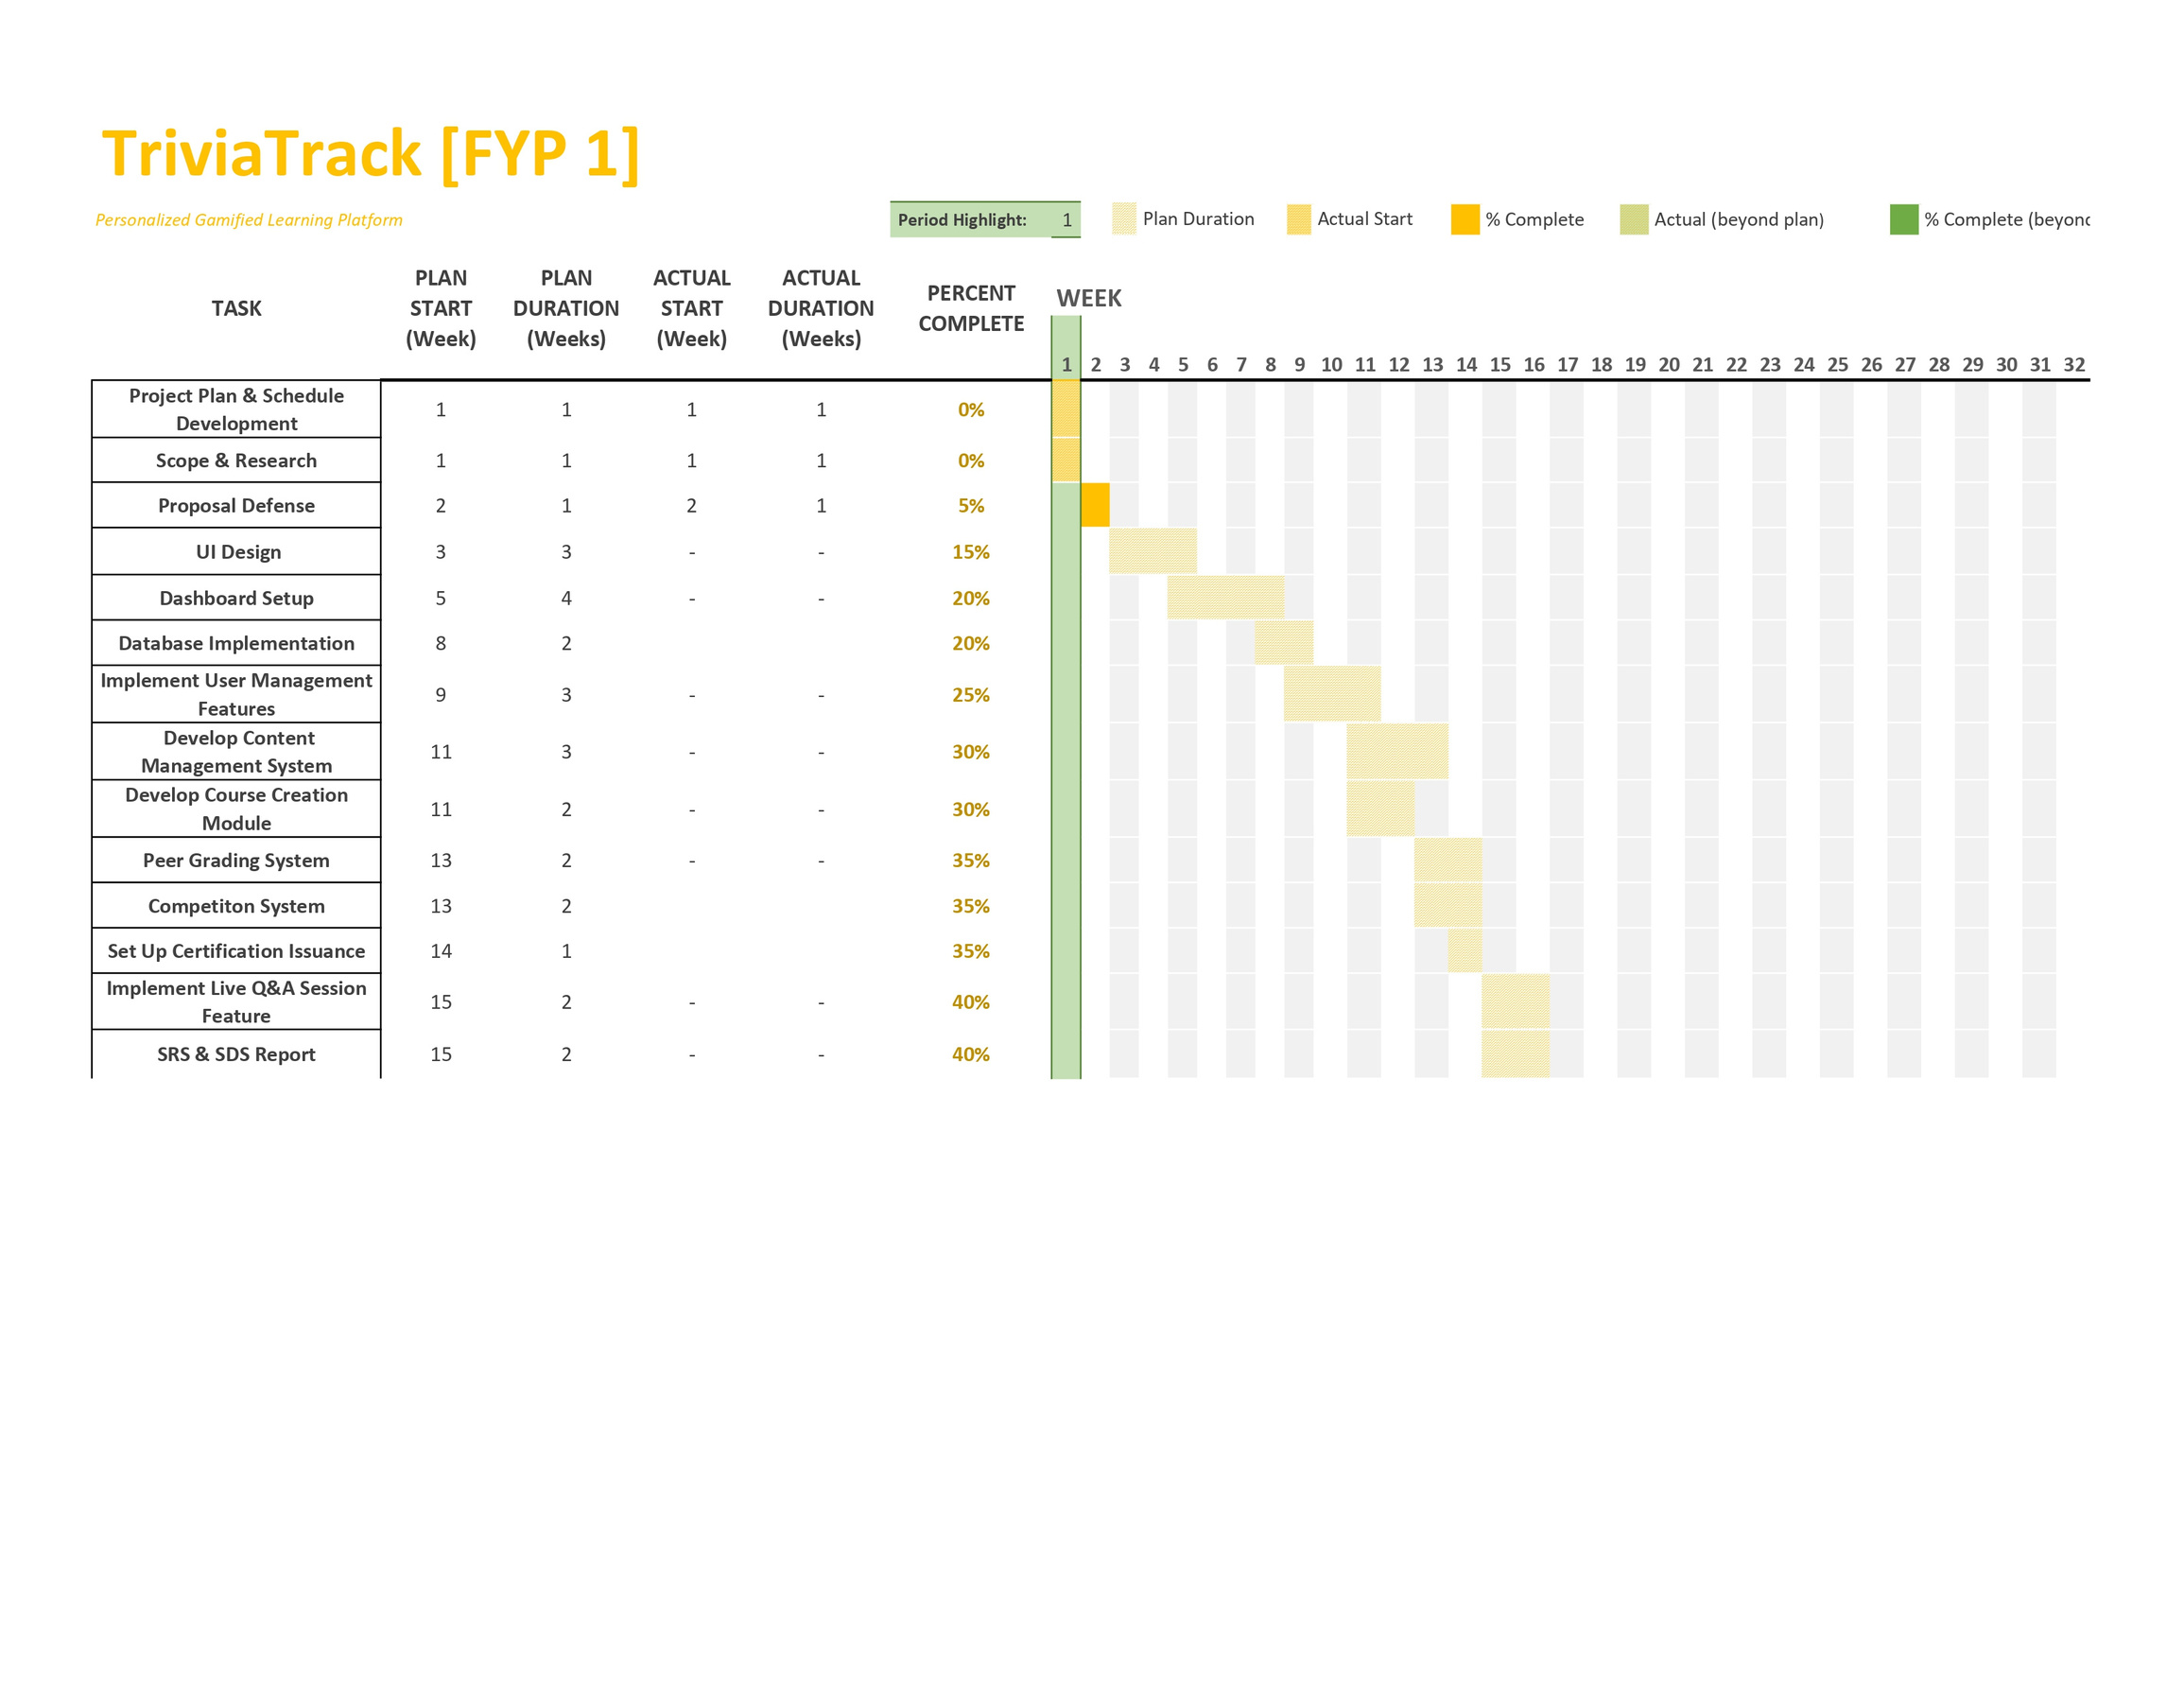 TriviaTrack [FYP 1]
Personalized Gamified Learning Platform
Period Highlight: 1 Plan Duration Actual Start % Complete Actual (beyond plan) % Complete (beyond
TASK
PLAN START (Week)
PLAN DURATION (Weeks)
ACTUAL START (Week)
ACTUAL DURATION (Weeks)
PERCENT COMPLETE
WEEK
1 2 3 4 5 6 7 8 9 10 11 12 13 14 15 16 17 18 19 20 21 22 23 24 25 26 27 28 29 30 31 32
Project Plan & Schedule
Development
1 1 1 1 0%
Scope & Research 1 1 1 1 0%
Proposal Defense 2 1 2 1 5%
UI Design 3 3 - - 15%
Dashboard Setup 5 4 - - 20%
Database Implementation 8 2 20%
Implement User Management
Features
9 3 - - 25%
Develop Content
Management System
11 3 - - 30%
Develop Course Creation
Module
11 2 - - 30%
Peer Grading System 13 2 - - 35%
Competiton System 13 2 35%
Set Up Certification Issuance 14 1 35%
Implement Live Q&A Session
Feature
15 2 - - 40%
SRS & SDS Report 15 2 - - 40%